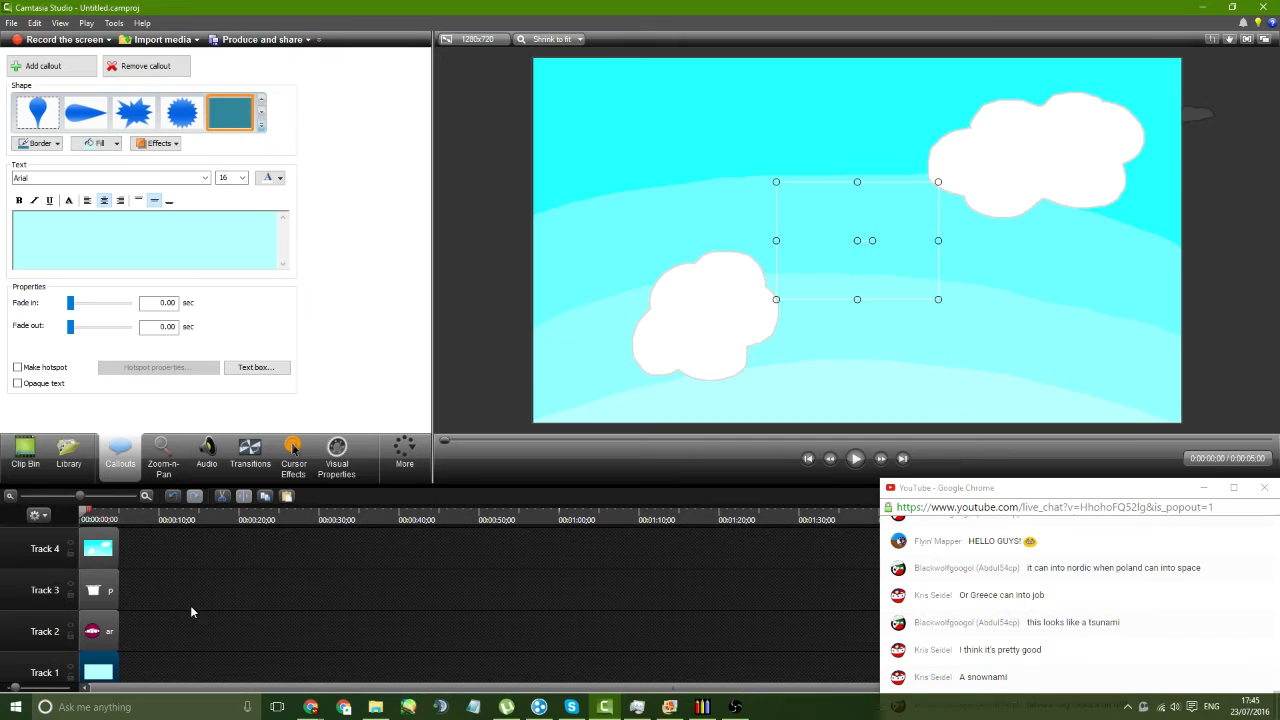 Camtasia Studio - Untitled.camproj
File Edit View Play Tools Help
Record the screen Import media Produce and share
1280x720 Shrink to fit
Add callout Remove callout
Shape
Border Fill Effects
Text
Arial 16 A
B I U A
Properties
Fade in: 0.00 sec
Fade out: 0.00 sec
Make hotspot Hotspot properties... Text box...
Opaque text
Clip Bin Library Callouts Zoom-n-Pan Audio Transitions Cursor Effects Visual Properties More
0:00:00;00 / 0:00:05;00
00:00:00;00 00:00:10;00 00:00:20;00 00:00:30;00 00:00:40;00 00:00:50;00 00:01:00;00 00:01:10;00 00:01:20;00 00:01:30;00
Track 4
Track 3 p
Track 2 ar
Track 1
YouTube - Google Chrome
https://www.youtube.com/live_chat?v=HhohoFQ52Ig&is_popout=1
Flyin' Mapper HELLO GUYS!
Blackwolfgoogol (Abdul54cp) it can into nordic when poland can into space
Kris Seidel Or Greece can into job
Blackwolfgoogol (Abdul54cp) this looks like a tsunami
Kris Seidel I think it's pretty good
Kris Seidel A snownami
Ask me anything
ENG
17:45
23/07/2016